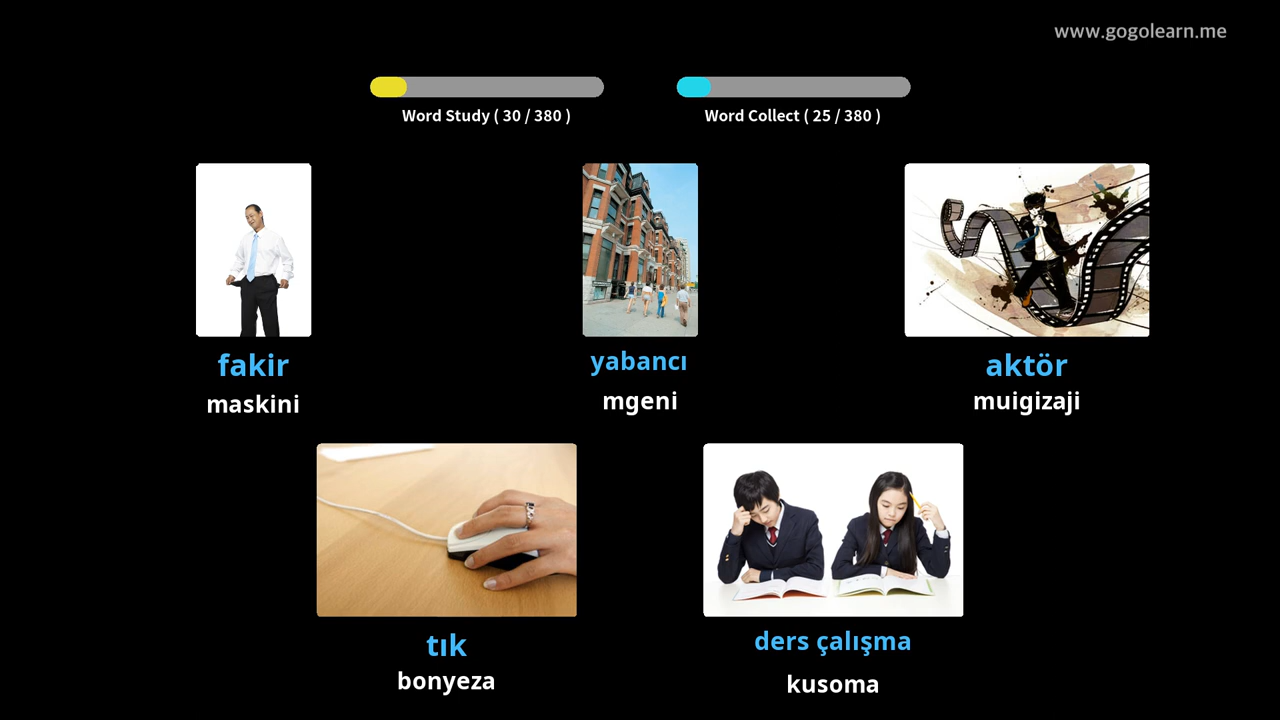 www.gogolearn.me
Word Study ( 30 / 380 )
Word Collect ( 25 / 380 )
fakir
maskini
yabancı
mgeni
aktör
muigizaji
tık
bonyeza
ders çalışma
kusoma